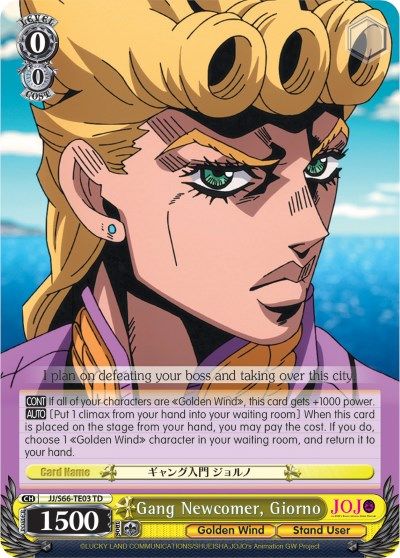 LEVEL
0
0
COST
I plan on defeating your boss and taking over this city.
CONT If all of your characters are «Golden Wind», this card gets +1000 power.
AUTO [Put 1 climax from your hand into your waiting room] When this card
is placed on the stage from your hand, you may pay the cost. If you do,
choose 1 «Golden Wind» character in your waiting room, and return it to
your hand.
Card Name ギャング入門 ジョルノ
CH JJ/S66-TE03 TD Gang Newcomer, Giorno JOJO
POWER 1500 SOUL Golden Wind Stand User
©LUCKY LAND COMMUNICATIONS/SHUEISHA,JOJO's Animation GW Project